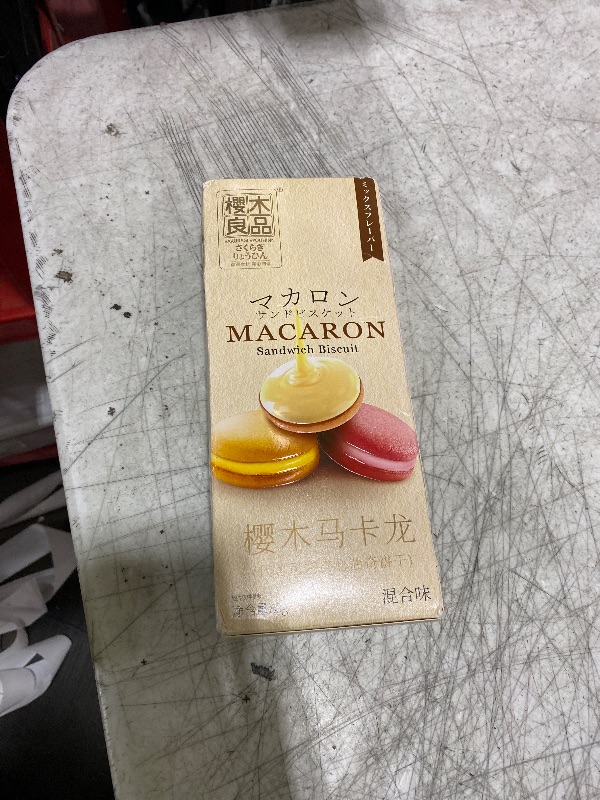 櫻木
良品
さくらぎ
りょうひん
ミックスフレーバー
マカロン
サンドビスケット
MACARON
Sandwich Biscuit
樱木马卡龙
混合味